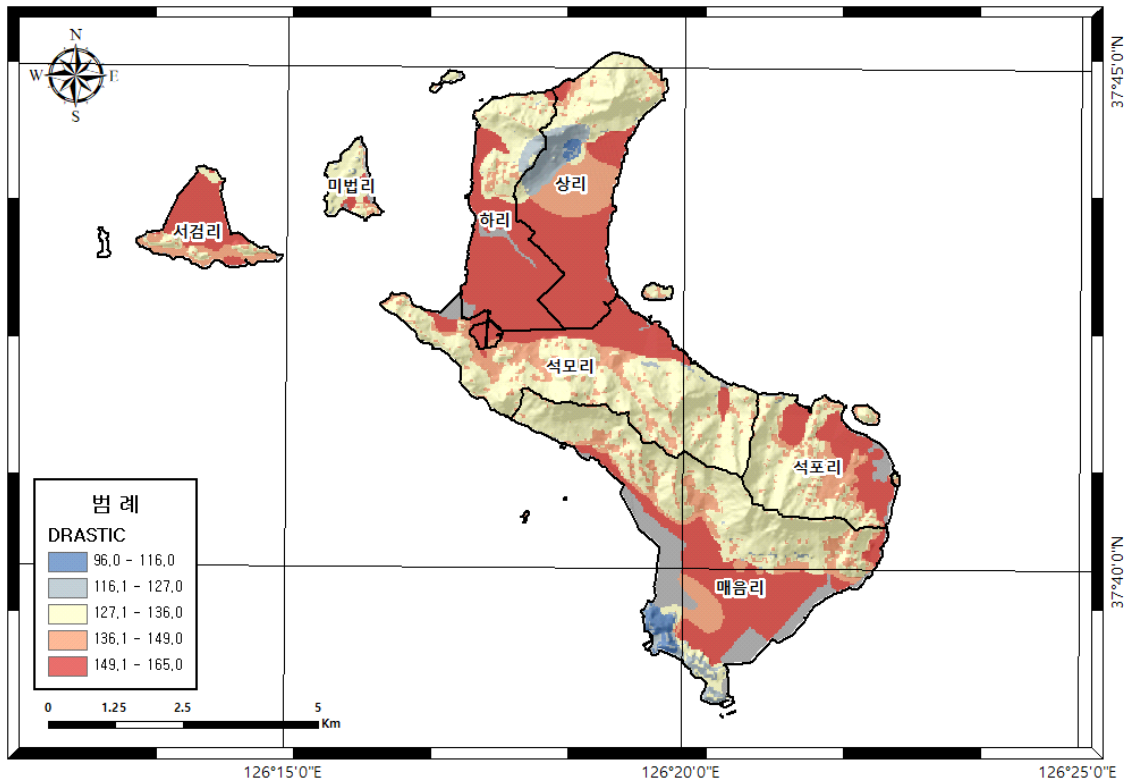 N
W
E
S
37°45'0"N
미법리
상리
서검리
하리
석모리
석포리
범 례
DRASTIC
96,0 - 116,0
116,1 - 127,0
127,1 - 136,0
136,1 - 149,0
149,1 - 165,0
37°40'0"N
매음리
0 1.25 2.5 5
Km
126°15'0"E 126°20'0"E 126°25'0"E